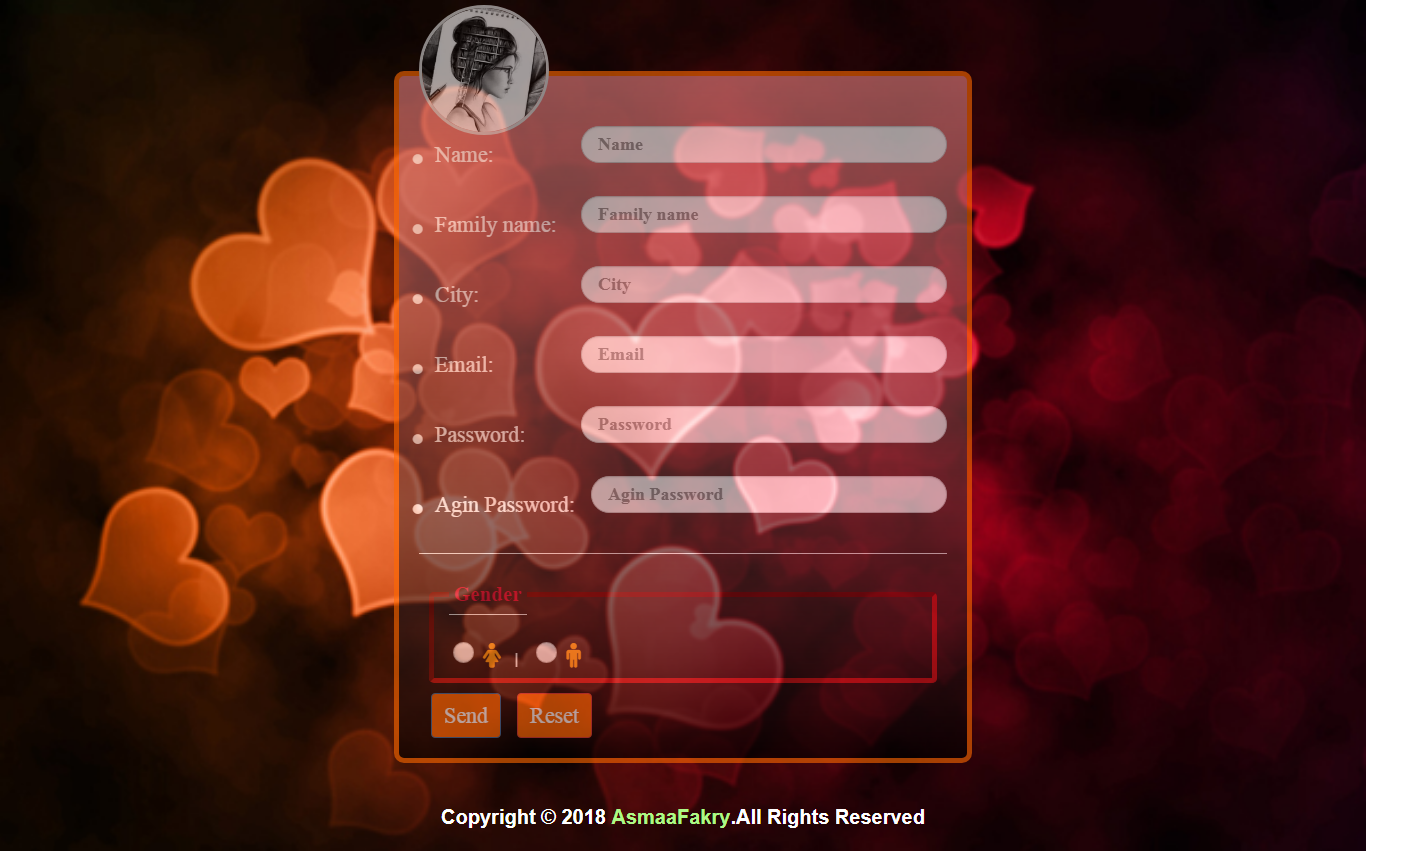 Name: Name
Family name: Family name
City: City
Email: Email
Password: Password
Agin Password: Agin Password
Gender
|
Send Reset
Copyright © 2018 AsmaaFakry.All Rights Reserved